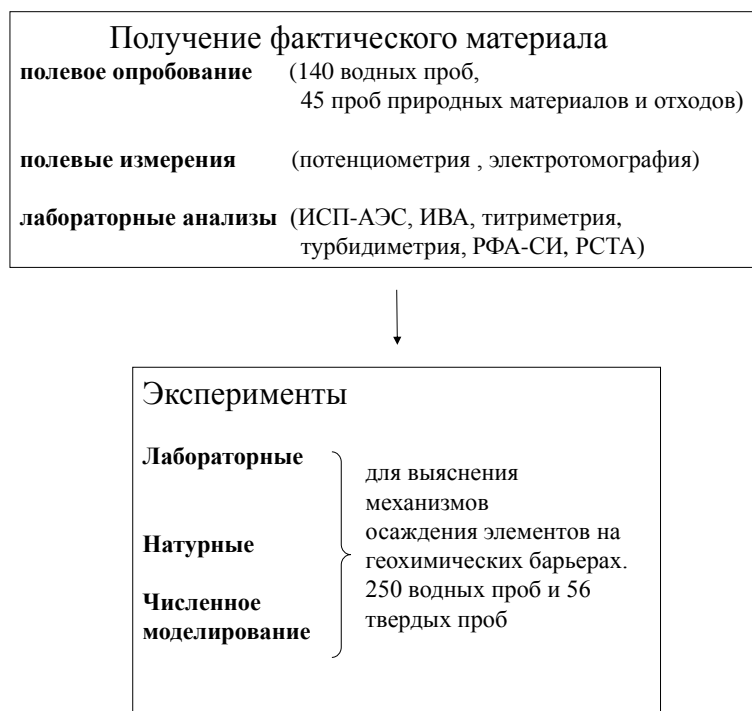 Получение фактического материала
полевое опробование (140 водных проб,
45 проб природных материалов и отходов)
полевые измерения (потенциометрия , электротомография)
лабораторные анализы (ИСП-АЭС, ИВА, титриметрия,
турбидиметрия, РФА-СИ, РСТА)
Эксперименты
Лабораторные
Натурные
Численное
моделирование
для выяснения
механизмов
осаждения элементов на
геохимических барьерах.
250 водных проб и 56
твердых проб